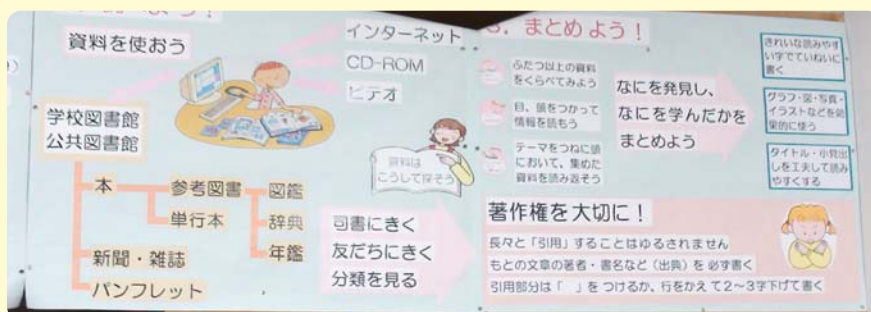 資料を使おう
インターネット
CD-ROM
ビデオ
学校図書館
公共図書館
本
参考図書
単行本
図鑑
辞典
年鑑
新聞・雑誌
パンフレット
資料は
こうして探そう
司書にきく
友だちにきく
分類を見る
3. まとめよう！
ふたつ以上の資料
をくらべてみよう
目、頭をつかって
情報を読もう
テーマをつねに頭
において、集めた
資料を読み返そう
なにを発見し、
なにを学んだかを
まとめよう
きれいな読みやす
い字でていねいに
書く
グラフ・図・写真・
イラストなどを効
果的に使う
タイトル・小見出
しを工夫して読み
やすくする
著作権を大切に！
長々と「引用」することはゆるされません
もとの文章の著者・書名など（出典）を必ず書く
引用部分は「　」をつけるか、行をかえて2〜3字下げて書く